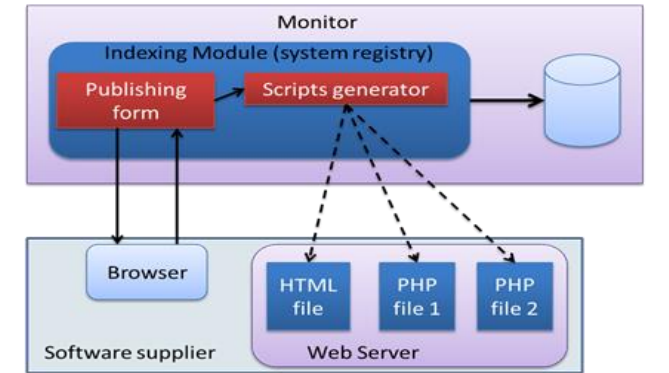 Monitor
Indexing Module (system registry)
Publishing
form
Scripts generator
Browser
HTML
file
PHP
file 1
PHP
file 2
Software supplier
Web Server